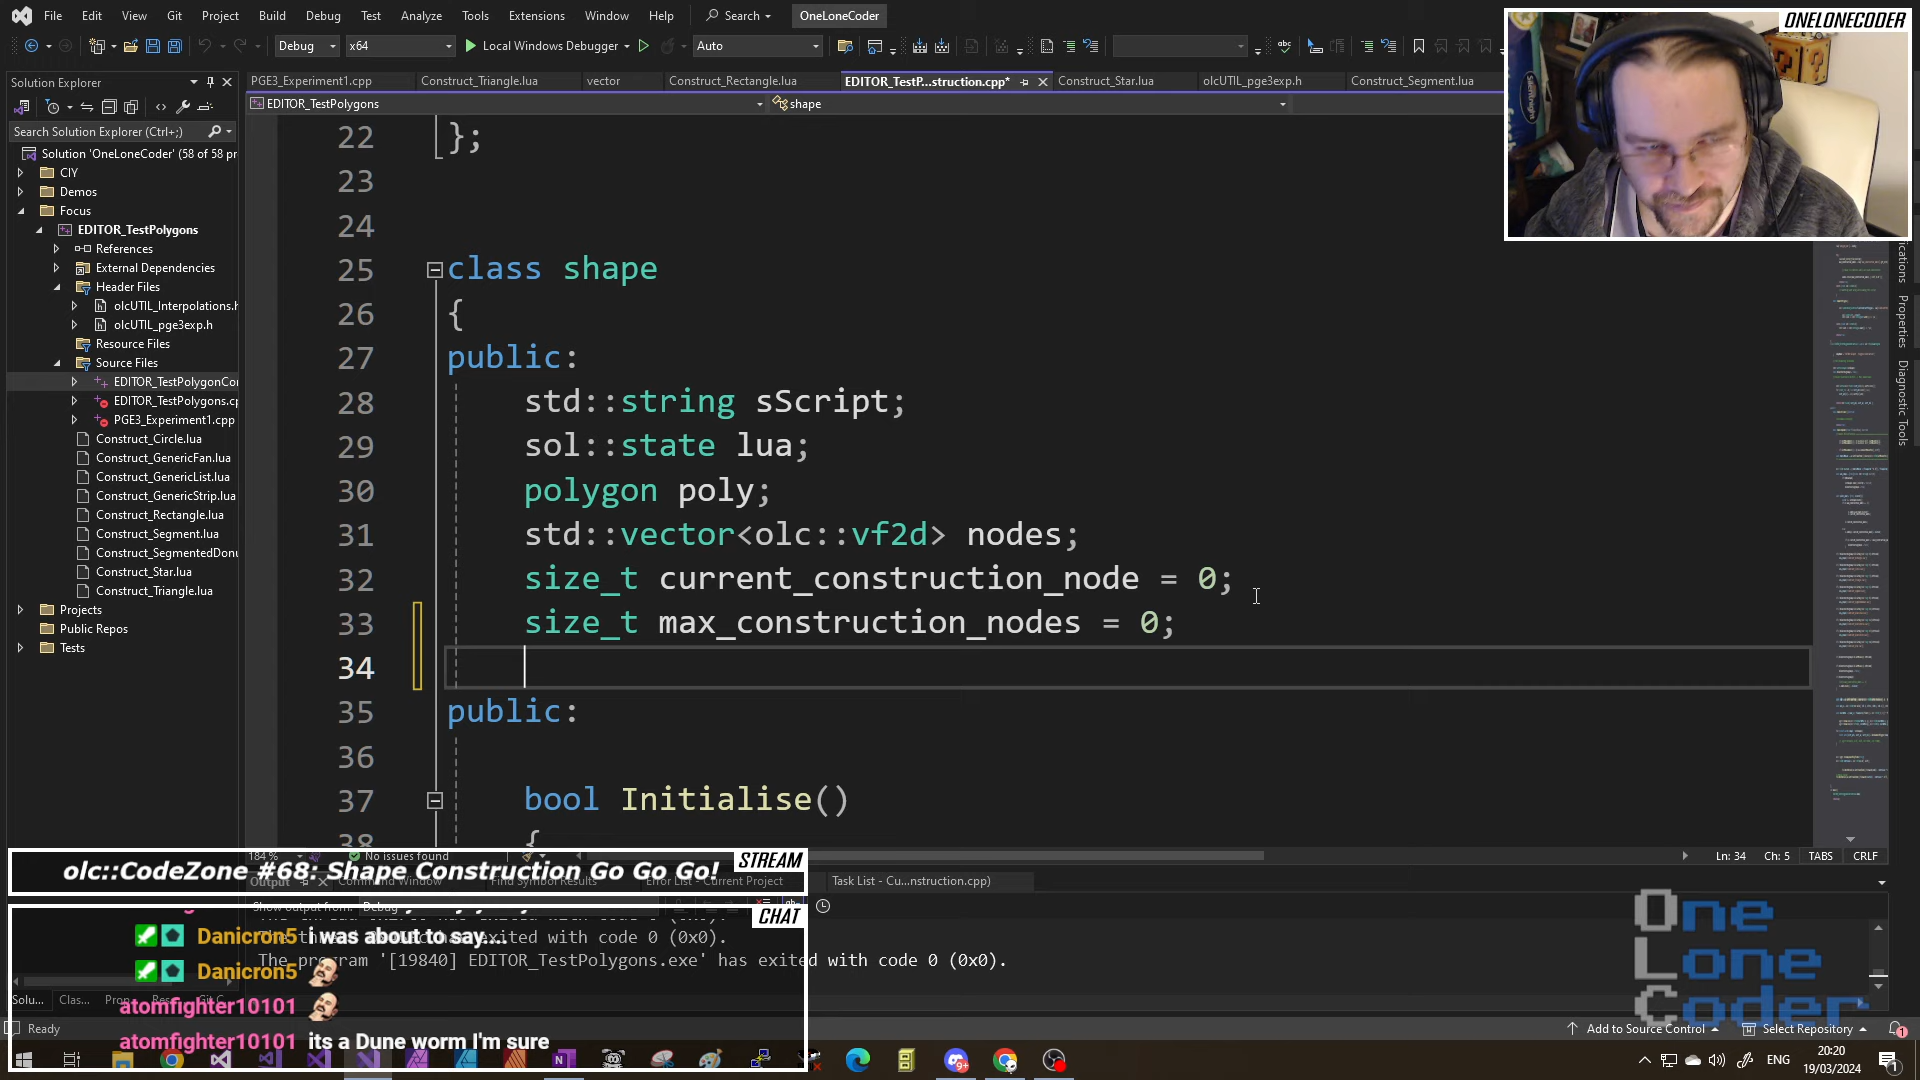 File Edit View Git Project Build Debug Test Analyze Tools Extensions Window Help Search OneLoneCoder
Debug x64 Local Windows Debugger Auto
ONELONECODER
Solution Explorer
Search Solution Explorer (Ctrl+;)
Solution 'OneLoneCoder' (58 of 58 pr
CIY
Demos
Focus
EDITOR_TestPolygons
References
External Dependencies
Header Files
olcUTIL_Interpolations.h
olcUTIL_pge3exp.h
Resource Files
Source Files
EDITOR_TestPolygonCor
EDITOR_TestPolygons.cp
PGE3_Experiment1.cpp
Construct_Circle.lua
Construct_GenericFan.lua
Construct_GenericList.lua
Construct_GenericStrip.lua
Construct_Rectangle.lua
Construct_Segment.lua
Construct_SegmentedDonu
Construct_Star.lua
Construct_Triangle.lua
Projects
Public Repos
Tests
PGE3_Experiment1.cpp Construct_Triangle.lua vector Construct_Rectangle.lua EDITOR_TestP...struction.cpp* Construct_Star.lua olcUTIL_pge3exp.h Construct_Segment.lua
EDITOR_TestPolygons shape
22 };
23
24
25 class shape
26 {
27 public:
28 std::string sScript;
29 sol::state lua;
30 polygon poly;
31 std::vector<olc::vf2d> nodes;
32 size_t current_construction_node = 0;
33 size_t max_construction_nodes = 0;
34
35 public:
36
37 bool Initialise()
38 {
Properties
Diagnostic Tools
184 % No issues found Ln: 34 Ch: 5 TABS CRLF
olc::CodeZone #68: Shape Construction Go Go Go! STREAM
Output Command Window Find Symbol Results Error List - Current Project Task List - Cu...nstruction.cpp)
Show output from: Debug
CHAT
exited with code 0 (0x0).
The program '[19840] EDITOR_TestPolygons.exe' has exited with code 0 (0x0).
Danicron5 i was about to say....
Danicron5
atomfighter10101
atomfighter10101 its a Dune worm I'm sure
One
Lone
Coder
Solu... Clas... Prop...
Ready Add to Source Control Select Repository
ENG 20:20
19/03/2024